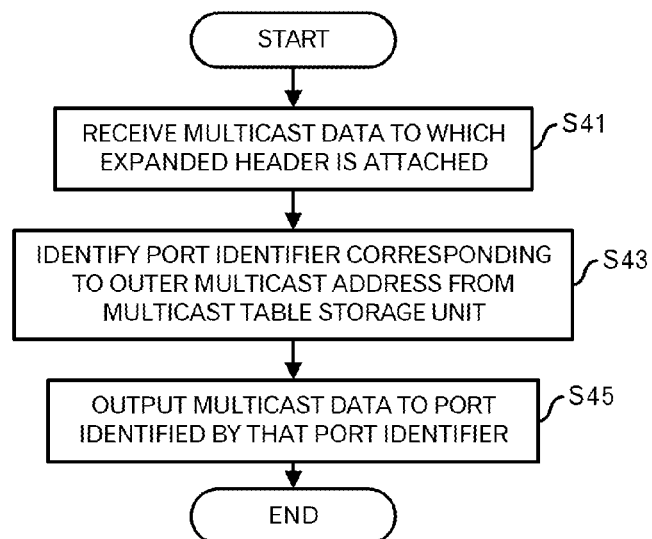 START
RECEIVE MULTICAST DATA TO WHICH
EXPANDED HEADER IS ATTACHED
S41
IDENTIFY PORT IDENTIFIER CORRESPONDING
TO OUTER MULTICAST ADDRESS FROM
MULTICAST TABLE STORAGE UNIT
S43
OUTPUT MULTICAST DATA TO PORT
IDENTIFIED BY THAT PORT IDENTIFIER
S45
END